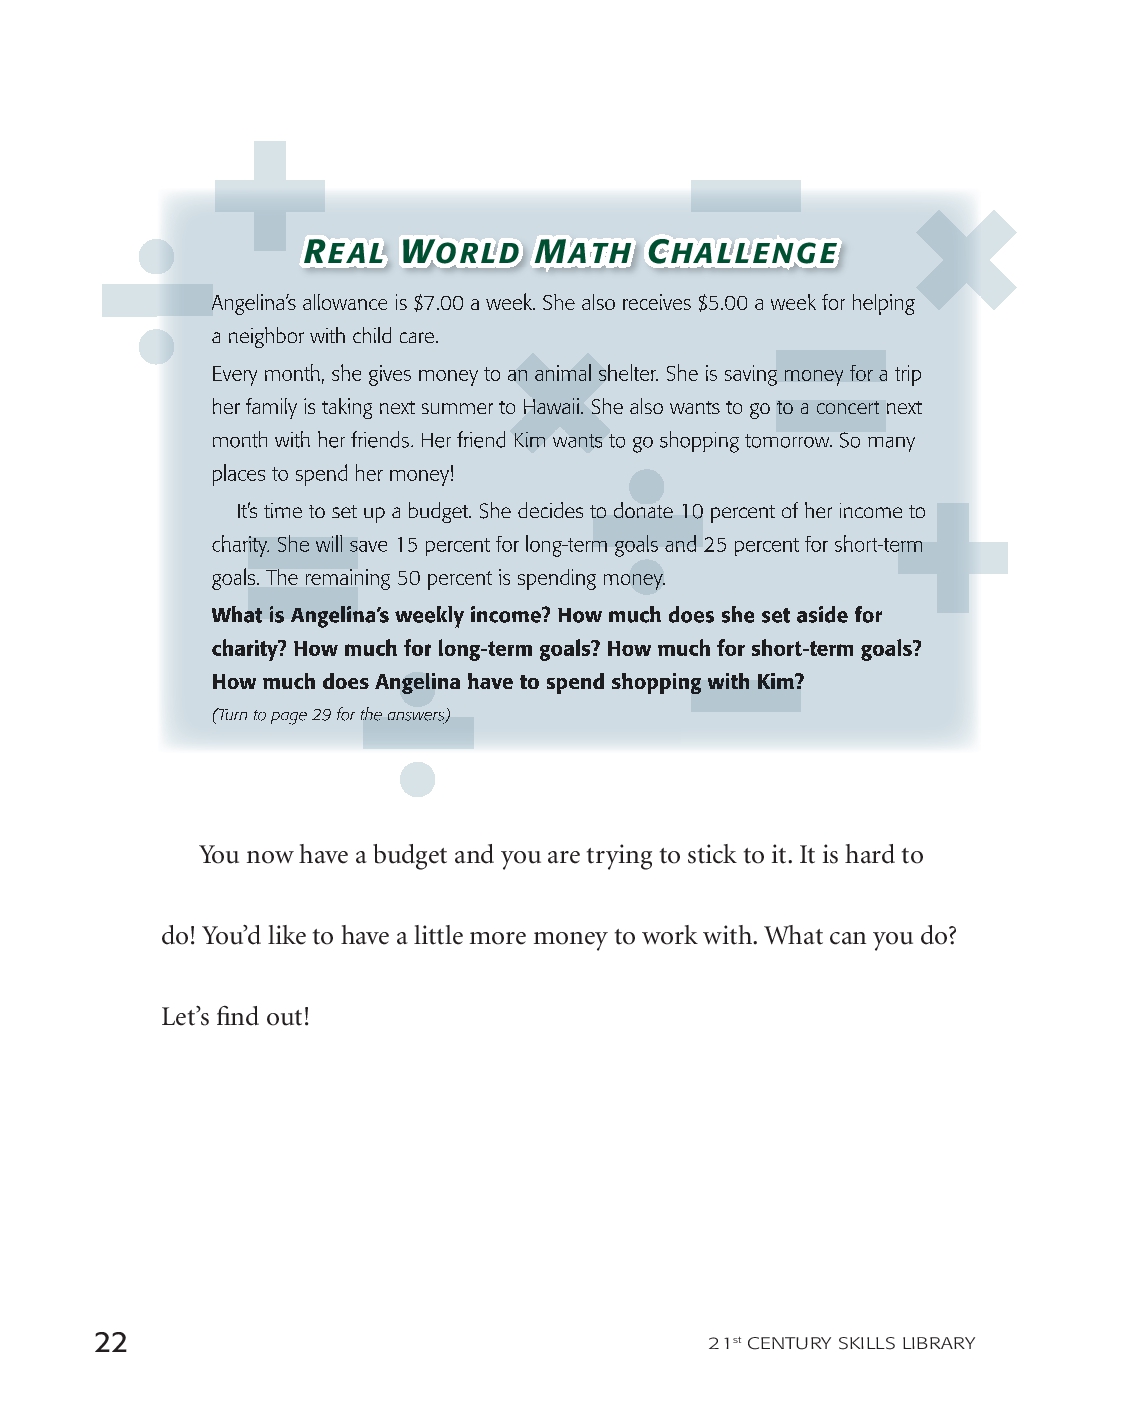 REAL WORLD MATH CHALLENGE
Angelina’s allowance is $7.00 a week. She also receives $5.00 a week for helping
a neighbor with child care.
Every month, she gives money to an animal shelter. She is saving money for a trip
her family is taking next summer to Hawaii. She also wants to go to a concert next
month with her friends. Her friend Kim wants to go shopping tomorrow. So many
places to spend her money!
It’s time to set up a budget. She decides to donate 10 percent of her income to
charity. She will save 15 percent for long-term goals and 25 percent for short-term
goals. The remaining 50 percent is spending money.
What is Angelina’s weekly income? How much does she set aside for
charity? How much for long-term goals? How much for short-term goals?
How much does Angelina have to spend shopping with Kim?
(Turn to page 29 for the answers)
You now have a budget and you are trying to stick to it. It is hard to
do! You’d like to have a little more money to work with. What can you do?
Let’s find out!
22
21st CENTURY SKILLS LIBRARY